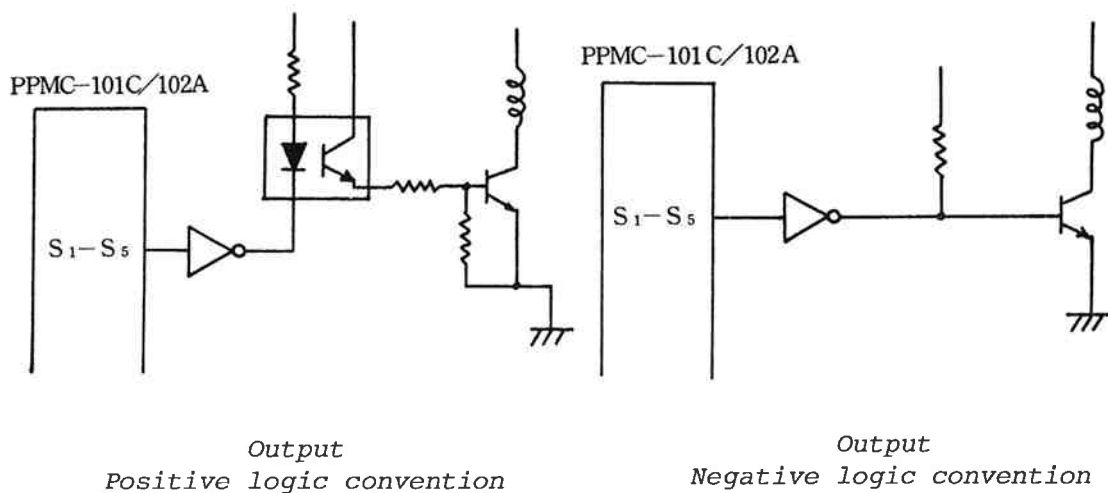 PPMC-101C/102A
S₁-S₅
Output
Positive logic convention
PPMC-101C/102A
S₁-S₅
Output
Negative logic convention